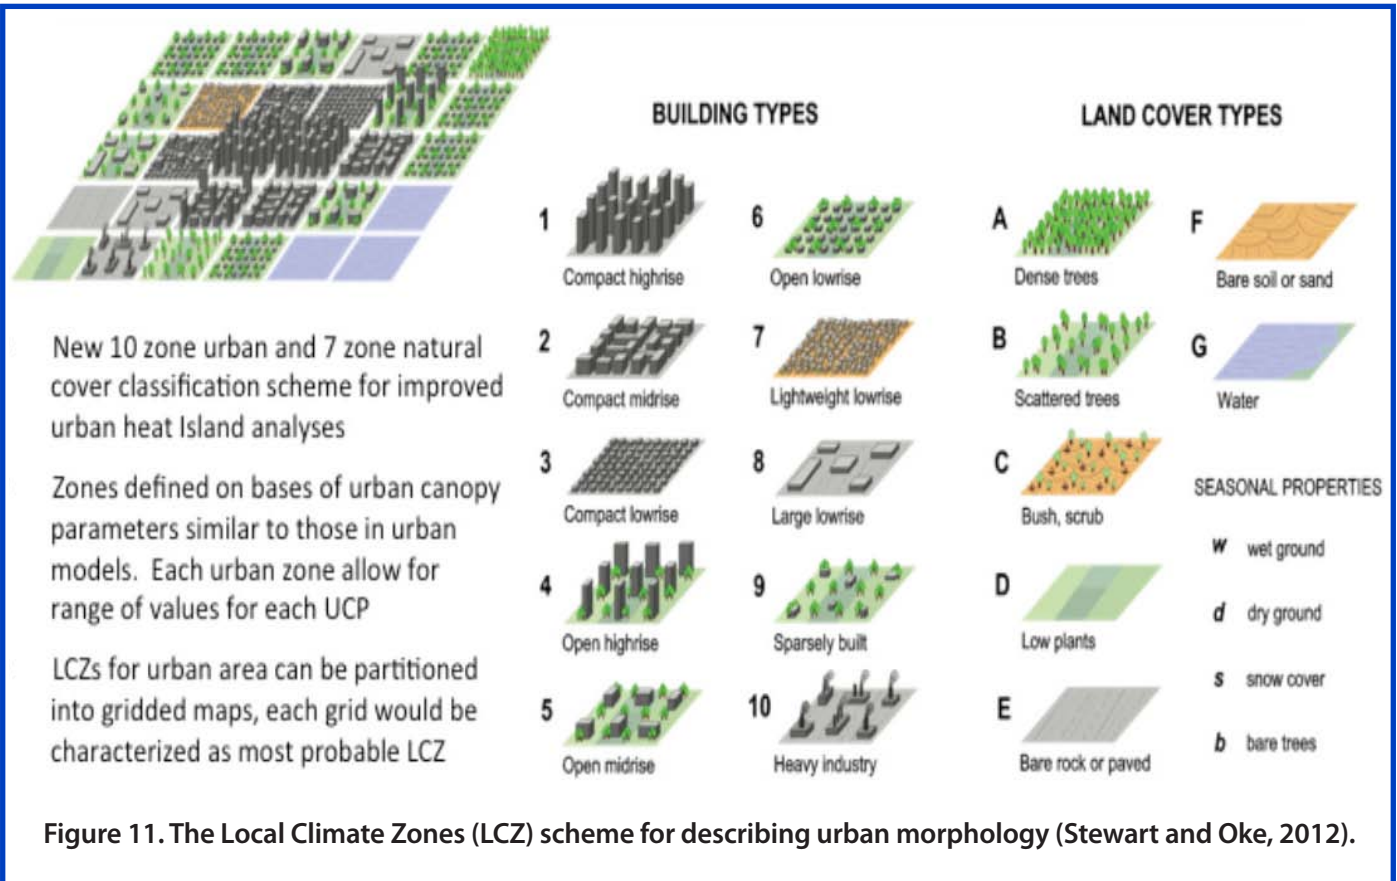 New 10 zone urban and 7 zone natural
cover classification scheme for improved
urban heat Island analyses
Zones defined on bases of urban canopy
parameters similar to those in urban
models. Each urban zone allow for
range of values for each UCP
LCZs for urban area can be partitioned
into gridded maps, each grid would be
characterized as most probable LCZ
BUILDING TYPES
1
Compact highrise
2
Compact midrise
3
Compact lowrise
4
Open highrise
5
Open midrise
6
Open lowrise
7
Lightweight lowrise
8
Large lowrise
9
Sparsely built
10
Heavy industry
LAND COVER TYPES
A
Dense trees
B
Scattered trees
C
Bush, scrub
D
Low plants
E
Bare rock or paved
F
Bare soil or sand
G
Water
SEASONAL PROPERTIES
w wet ground
d dry ground
s snow cover
b bare trees
Figure 11. The Local Climate Zones (LCZ) scheme for describing urban morphology (Stewart and Oke, 2012).